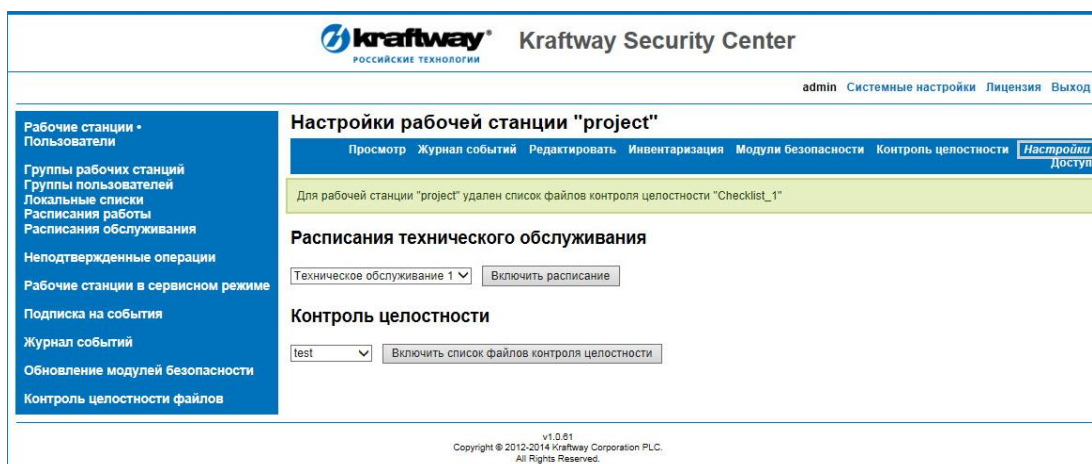 kraftway®
РОССИЙСКИЕ ТЕХНОЛОГИИ
Kraftway Security Center
admin Системные настройки Лицензия Выход
Рабочие станции •
Пользователи
Группы рабочих станций
Группы пользователей
Локальные списки
Расписания работы
Расписания обслуживания
Неподтвержденные операции
Рабочие станции в сервисном режиме
Подписка на события
Журнал событий
Обновление модулей безопасности
Контроль целостности файлов
Настройки рабочей станции "project"
Просмотр Журнал событий Редактировать Инвентаризация Модули безопасности Контроль целостности Настройки
Доступ
Для рабочей станции "project" удален список файлов контроля целостности "Checklist_1"
Расписания технического обслуживания
Техническое обслуживание 1 Включить расписание
Контроль целостности
test Включить список файлов контроля целостности
v1.0.61
Copyright © 2012-2014 Kraftway Corporation PLC.
All Rights Reserved.